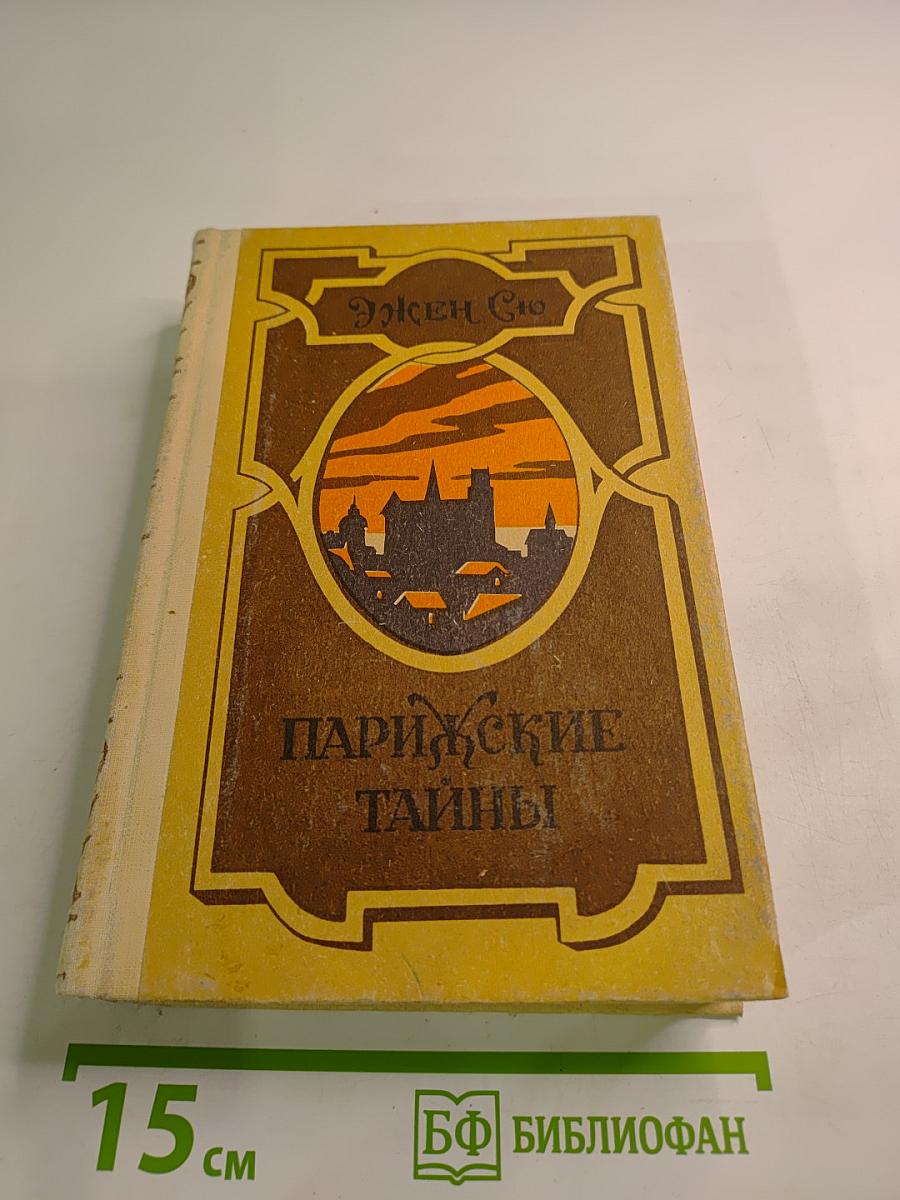 Эжен Сю
ПАРИЖСКИЕ
ТАЙНЫ
15 см
БФ БИБЛИОФАН